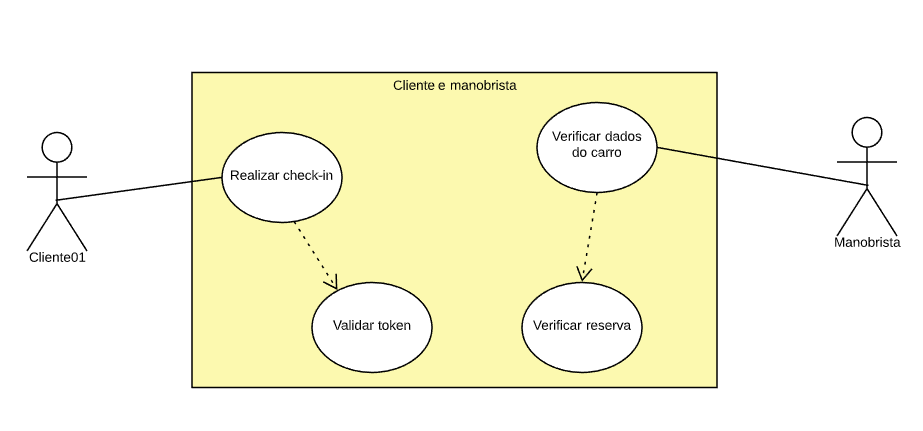 Cliente e manobrista
Verificar dados
do carro
Realizar check-in
Manobrista
Cliente01
Validar token
Verificar reserva